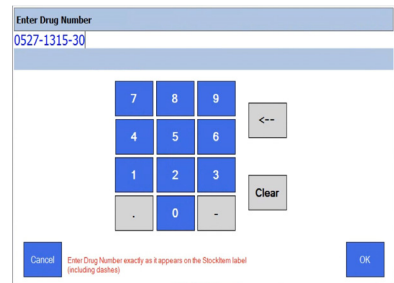 Enter Drug Number
0527-1315-30
7 8 9
<--
4 5 6
1 2 3
Clear
. 0 -
Cancel
Enter Drug Number exactly as it appears on the StockItem label
(including dashes)
OK